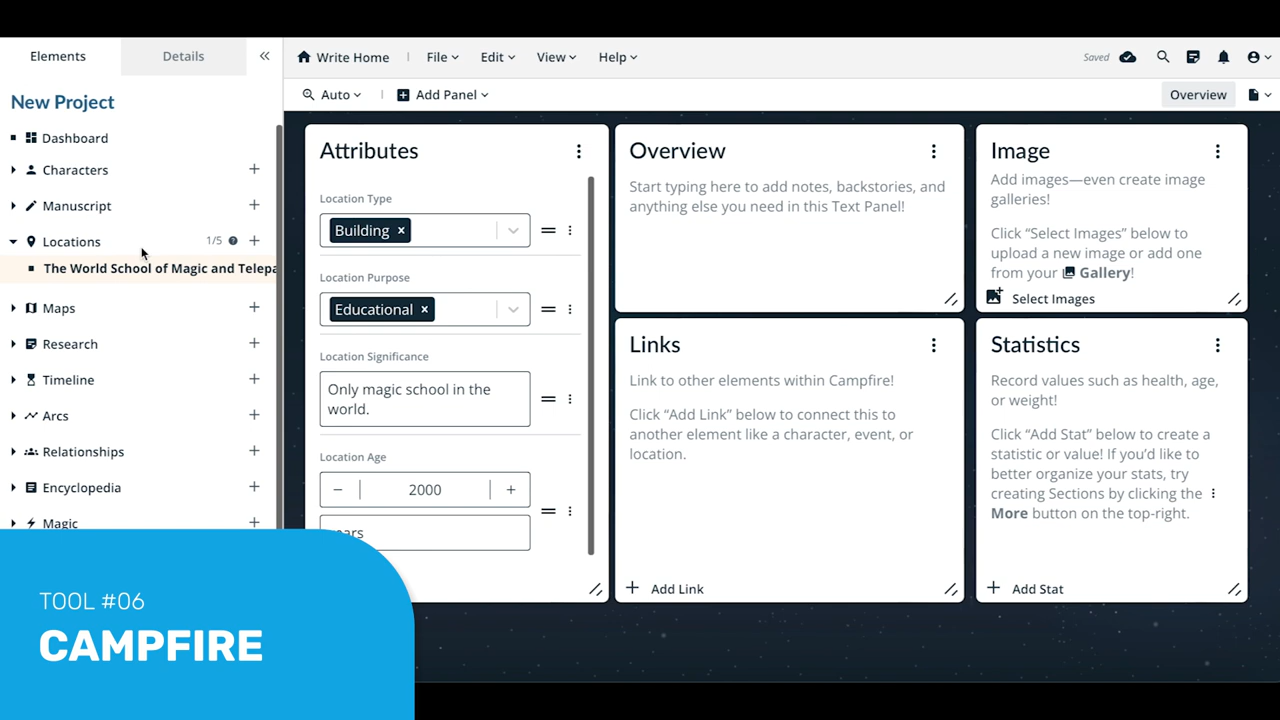 Elements
Details
New Project
Dashboard
Characters
Manuscript
Locations
1/5
The World School of Magic and Telepa
Maps
Research
Timeline
Arcs
Relationships
Encyclopedia
Magic
Write Home
File
Edit
View
Help
Saved
Auto
Add Panel
Overview
Attributes
Location Type
Building
Location Purpose
Educational
Location Significance
Only magic school in the
world.
Location Age
2000
Overview
Start typing here to add notes, backstories, and
anything else you need in this Text Panel!
Image
Add images—even create image
galleries!
Click “Select Images” below to
upload a new image or add one
from your Gallery!
Select Images
Links
Link to other elements within Campfire!
Click “Add Link” below to connect this to
another element like a character, event, or
location.
Add Link
Statistics
Record values such as health, age,
or weight!
Click “Add Stat” below to create a
statistic or value! If you’d like to
better organize your stats, try
creating Sections by clicking the
More button on the top-right.
Add Stat
TOOL #06
CAMPFIRE